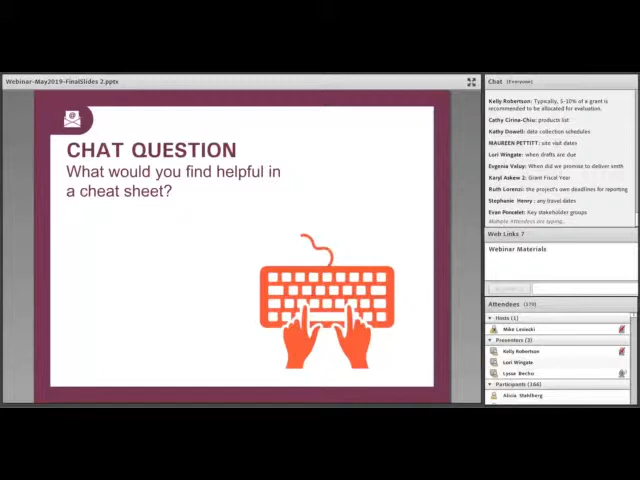 Webinar-May2019-FinalSlides 2.ppts
CHAT QUESTION
What would you find helpful in
a cheat sheet?
Chat (Everyone)
Kelly Robertson: Typically, 5-10% of a grant is
recommended to be allocated for evaluation.
Cathy Cirina-Chiu: products list
Kathy Dowell: data collection schedules
MAUREEN PETTITT: site visit dates
Lori Wingate: when drafts are due
Eugenia Vakuy: When did we promise to deliver smth
Karyl Askew 2: Grant Fiscal Year
Ruth Lorenzi: the project's own deadlines for reporting
Stephanie Henry: any travel dates
Evan Poncelet: Key stakeholder groups
Multiple Attendees are typing...
Web Links 7
Webinar Materials
Attendees (170)
Hosts (1)
Mike Lesiecki
Presenters (3)
Kelly Robertson
Lori Wingate
Lyssa Becho
Participants (166)
Alicia Stahlberg